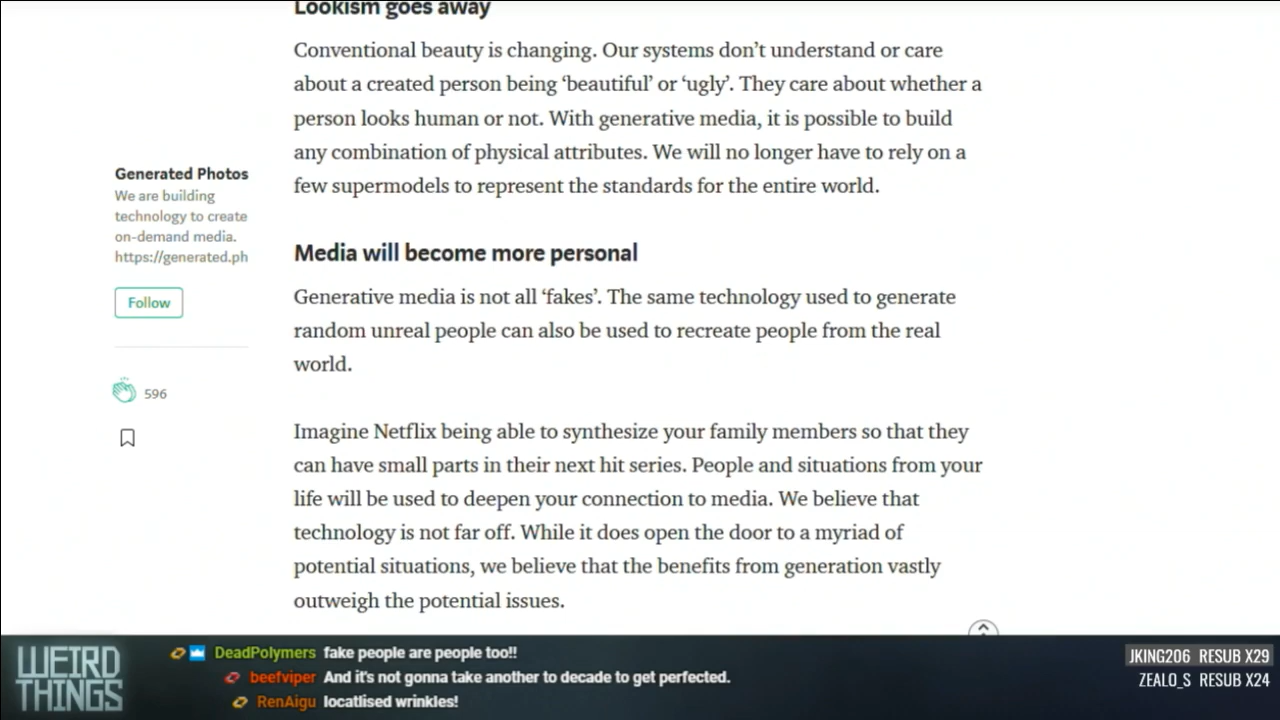 Lookism goes away
Conventional beauty is changing. Our systems don't understand or care
about a created person being 'beautiful' or 'ugly'. They care about whether a
person looks human or not. With generative media, it is possible to build
any combination of physical attributes. We will no longer have to rely on a
few supermodels to represent the standards for the entire world.
Generated Photos
We are building
technology to create
on-demand media.
https://generated.ph
Follow
596
Media will become more personal
Generative media is not all 'fakes'. The same technology used to generate
random unreal people can also be used to recreate people from the real
world.
Imagine Netflix being able to synthesize your family members so that they
can have small parts in their next hit series. People and situations from your
life will be used to deepen your connection to media. We believe that
technology is not far off. While it does open the door to a myriad of
potential situations, we believe that the benefits from generation vastly
outweigh the potential issues.
WEIRD
THINGS
DeadPolymers fake people are people too!!
beefviper And it's not gonna take another to decade to get perfected.
RenAigu locatlised wrinkles!
JKING206 RESUB X29
ZEALO_S RESUB X24